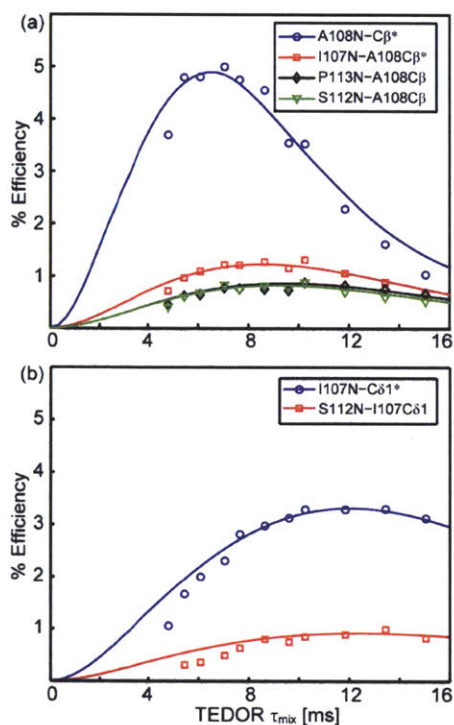 (a)
A108N-Cβ*
I107N-A108Cβ*
P113N-A108Cβ
S112N-A108Cβ
% Efficiency
5
4
3
2
1
0 4 8 12 16
(b)
I107N-Cδ1*
S112N-I107Cδ1
% Efficiency
5
4
3
2
1
0 4 8 12 16
TEDOR τmix [ms]